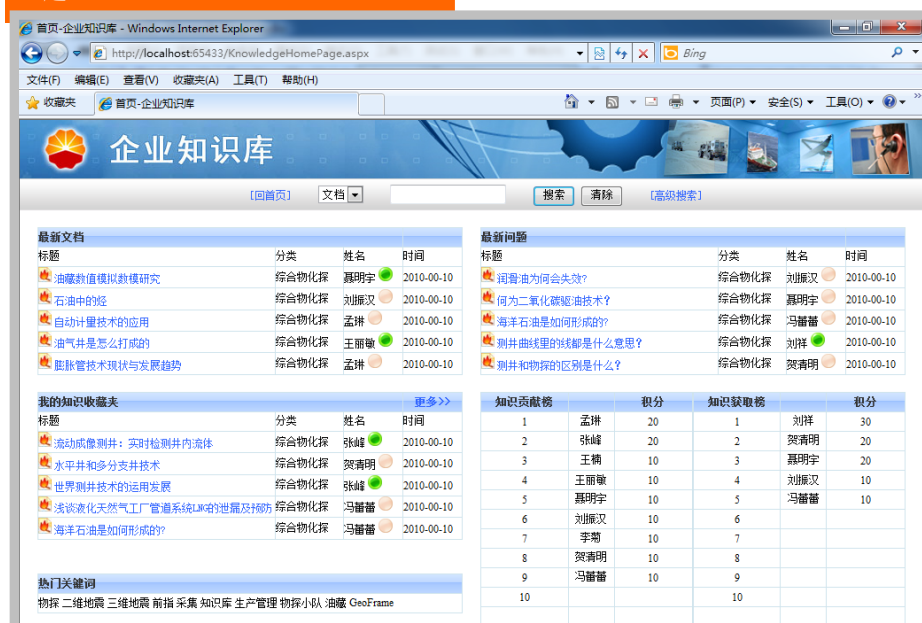 首页-企业知识库 - Windows Internet Explorer
http://localhost:65433/KnowledgeHomePage.aspx
Bing
文件(F) 编辑(E) 查看(V) 收藏夹(A) 工具(T) 帮助(H)
收藏夹 首页-企业知识库 页面(P) 安全(S) 工具(O)
企业知识库
[回首页] 文档 搜索 清除 [高级搜索]
最新文档
标题 分类 姓名 时间
油藏数值模拟数模研究 综合物化探 聂明宇 2010-00-10
石油中的烃 综合物化探 刘振汉 2010-00-10
自动计量技术的应用 综合物化探 孟琳 2010-00-10
油气井是怎么打成的 综合物化探 王丽敏 2010-00-10
膨胀管技术现状与发展趋势 综合物化探 孟琳 2010-00-10
最新问题
标题 分类 姓名 时间
润滑油为何会失效? 综合物化探 刘振汉 2010-00-10
何为二氧化碳驱油技术? 综合物化探 聂明宇 2010-00-10
海洋石油是如何形成的? 综合物化探 冯蕃蕃 2010-00-10
测井曲线里的线都是什么意思? 综合物化探 刘祥 2010-00-10
测井和物探的区别是什么? 综合物化探 贺清明 2010-00-10
我的知识收藏夹 更多>>
标题 分类 姓名 时间
流动成像测井：实时检测井内流体 综合物化探 张峰 2010-00-10
水平井和多分支井技术 综合物化探 贺清明 2010-00-10
世界测井技术的运用发展 综合物化探 张峰 2010-00-10
浅谈液化天然气工厂管道系统LNG的泄漏及预防 综合物化探 冯蕃蕃 2010-00-10
海洋石油是如何形成的? 综合物化探 冯蕃蕃 2010-00-10
知识贡献榜 积分 知识获取榜 积分
1 孟琳 20 1 刘祥 30
2 张峰 20 2 贺清明 20
3 王楠 10 3 聂明宇 20
4 王丽敏 10 4 刘振汉 10
5 聂明宇 10 5 冯蕃蕃 10
6 刘振汉 10 6
7 李菊 10 7
8 贺清明 10 8
9 冯蕃蕃 10 9
10 10
热门关键词
物探 二维地震 三维地震 前指 采集 知识库 生产管理 物探小队 油藏 GeoFrame